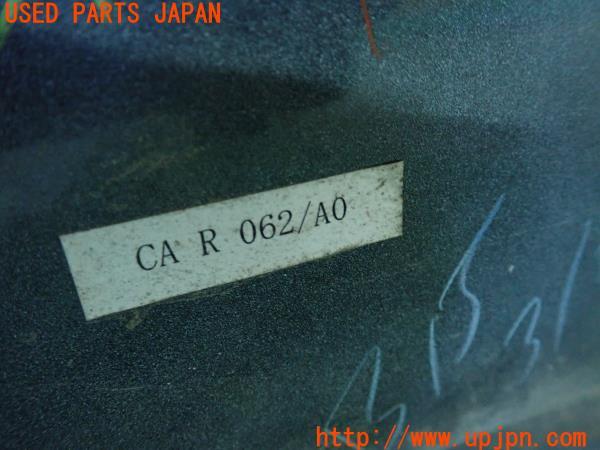 USED PARTS JAPAN
CA R 062/A0
http://www.upjpn.com